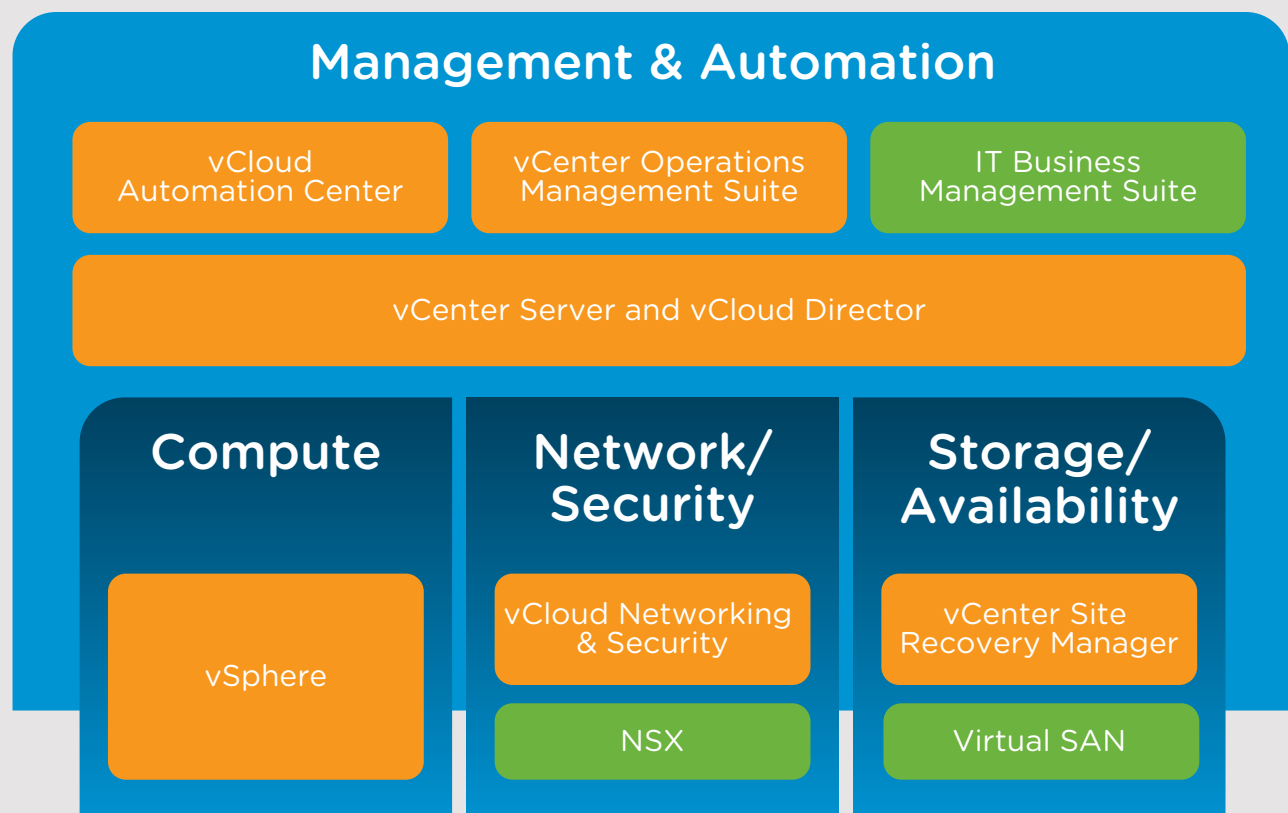 Management & Automation
vCloud
Automation Center
vCenter Operations
Management Suite
IT Business
Management Suite
vCenter Server and vCloud Director
Compute
Network/
Security
Storage/
Availability
vSphere
vCloud Networking
& Security
vCenter Site
Recovery Manager
NSX
Virtual SAN